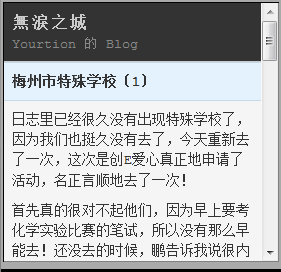 無淚之城
Yourtion 的 Blog
梅州市特殊学校〔1〕
日志里已经很久没有出现特殊学校了，
因为我们也挺久没有去了，今天重新去
了一次，这次是创E爱心真正地申请了
活动，名正言顺地去了一次！
首先真的很对不起他们，因为早上要考
化学实验比赛的笔试，所以没有那么早
能去！还没去的时候，鹏告诉我说很内